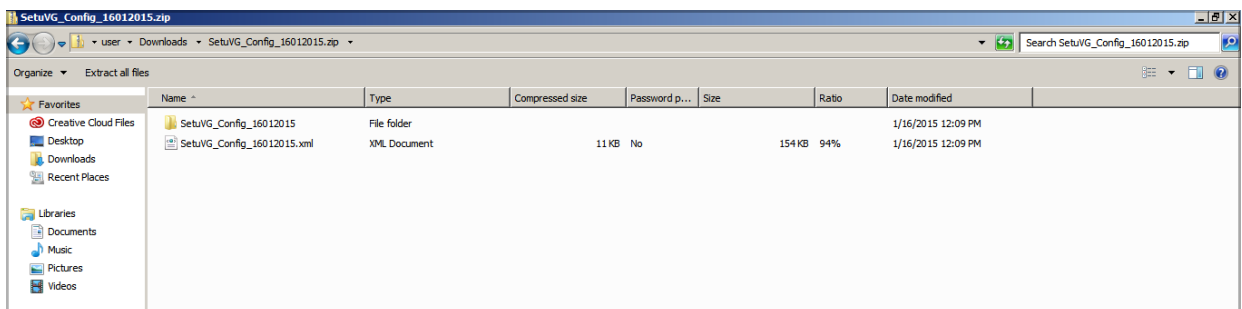 SetuVG_Config_16012015.zip
user Downloads SetuVG_Config_16012015.zip Search SetuVG_Config_16012015.zip
Organize Extract all files
Favorites
Creative Cloud Files
Desktop
Downloads
Recent Places
Libraries
Documents
Music
Pictures
Videos
Name Type Compressed size Password p... Size Ratio Date modified
SetuVG_Config_16012015 File folder 1/16/2015 12:09 PM
SetuVG_Config_16012015.xml XML Document 11 KB No 154 KB 94% 1/16/2015 12:09 PM